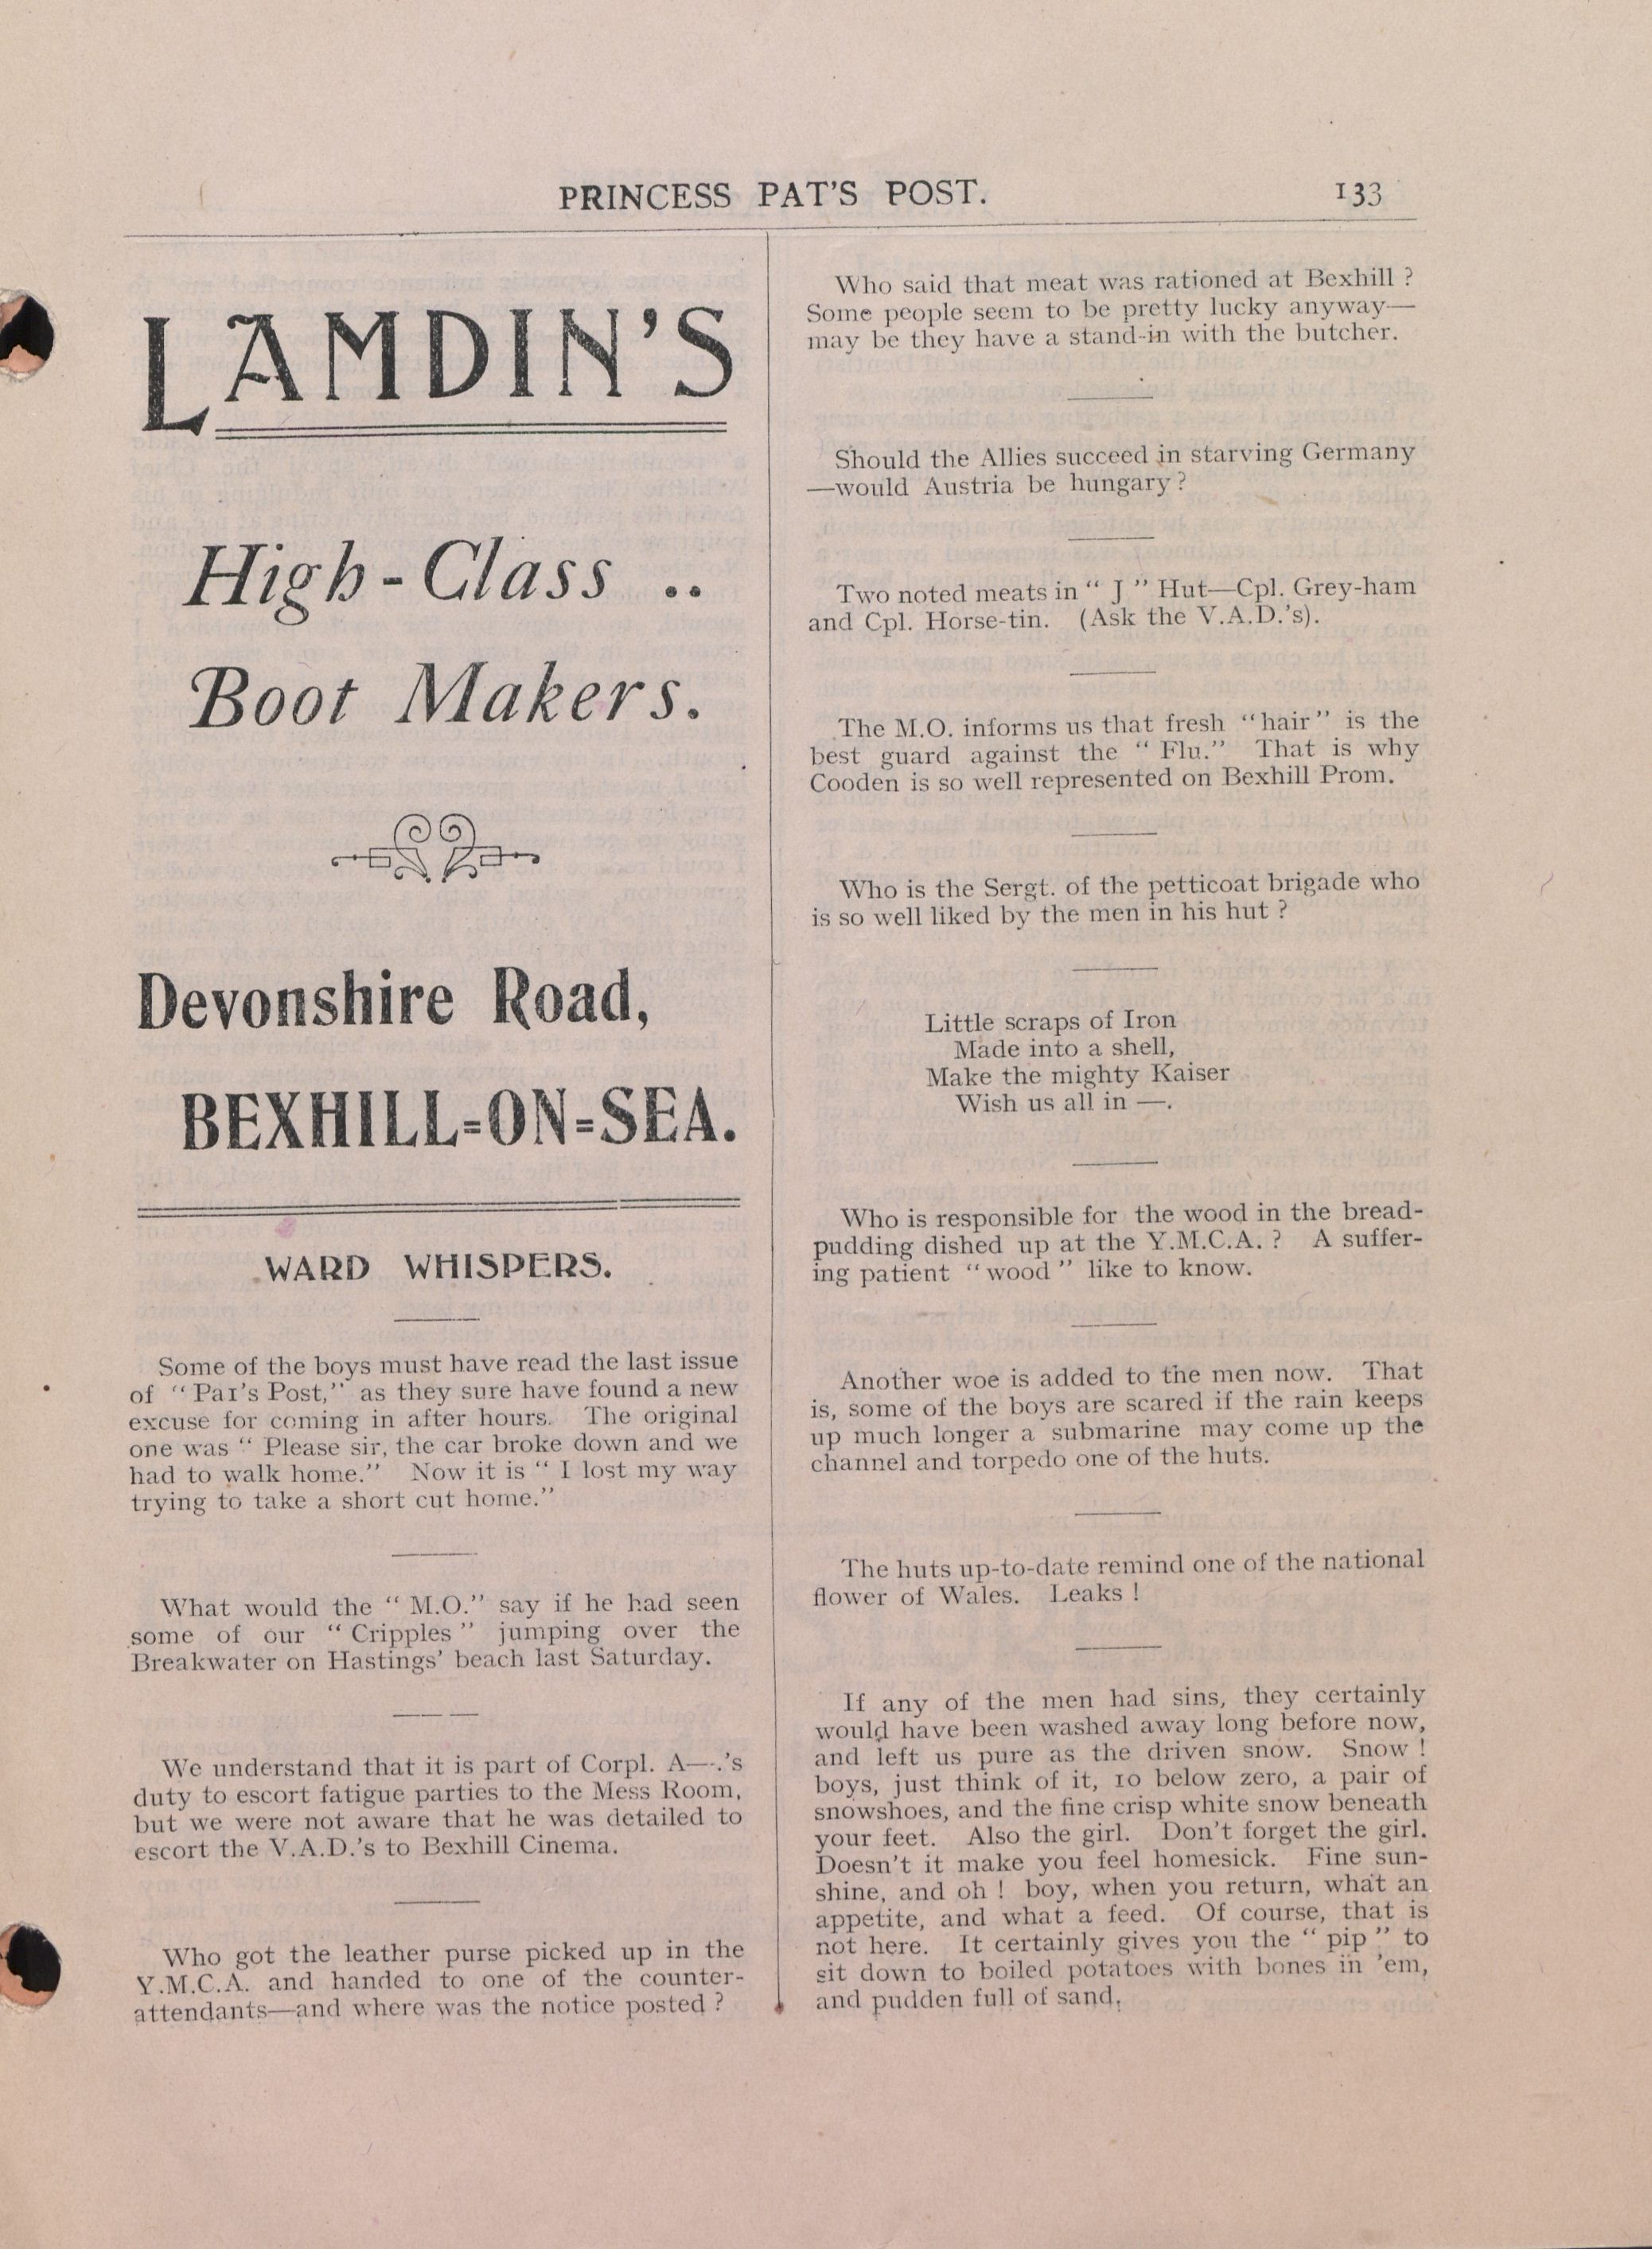 PRINCESS PAT'S POST. 133
LAMDIN'S
High-Class ..
Boot Makers.
Devonshire Road,
BEXHILL=ON=SEA.
WARD WHISPERS.
Some of the boys must have read the last issue
of “Pat's Post,” as they sure have found a new
excuse for coming in after hours. The original
one was “ Please sir, the car broke down and we
had to walk home.” Now it is “ I lost my way
trying to take a short cut home.”
What would the “ M.O.” say if he had seen
some of our “ Cripples ” jumping over the
Breakwater on Hastings' beach last Saturday.
We understand that it is part of Corpl. A—.'s
duty to escort fatigue parties to the Mess Room,
but we were not aware that he was detailed to
escort the V.A.D.'s to Bexhill Cinema.
Who got the leather purse picked up in the
Y.M.C.A. and handed to one of the counter-
attendants—and where was the notice posted ?
Who said that meat was rationed at Bexhill ?
Some people seem to be pretty lucky anyway—
may be they have a stand-in with the butcher.
Should the Allies succeed in starving Germany
—would Austria be hungary ?
Two noted meats in “ J ” Hut—Cpl. Grey-ham
and Cpl. Horse-tin. (Ask the V.A.D.'s).
The M.O. informs us that fresh “hair” is the
best guard against the “ Flu.” That is why
Cooden is so well represented on Bexhill Prom.
Who is the Sergt. of the petticoat brigade who
is so well liked by the men in his hut ?
Little scraps of Iron
Made into a shell,
Make the mighty Kaiser
Wish us all in —.
Who is responsible for the wood in the bread-
pudding dished up at the Y.M.C.A. ? A suffer-
ing patient “wood” like to know.
Another woe is added to the men now. That
is, some of the boys are scared if the rain keeps
up much longer a submarine may come up the
channel and torpedo one of the huts.
The huts up-to-date remind one of the national
flower of Wales. Leaks !
If any of the men had sins, they certainly
would have been washed away long before now,
and left us pure as the driven snow. Snow !
boys, just think of it, 10 below zero, a pair of
snowshoes, and the fine crisp white snow beneath
your feet. Also the girl. Don't forget the girl.
Doesn't it make you feel homesick. Fine sun-
shine, and oh ! boy, when you return, what an
appetite, and what a feed. Of course, that is
not here. It certainly gives you the “ pip ” to
sit down to boiled potatoes with bones in 'em,
and pudden full of sand.